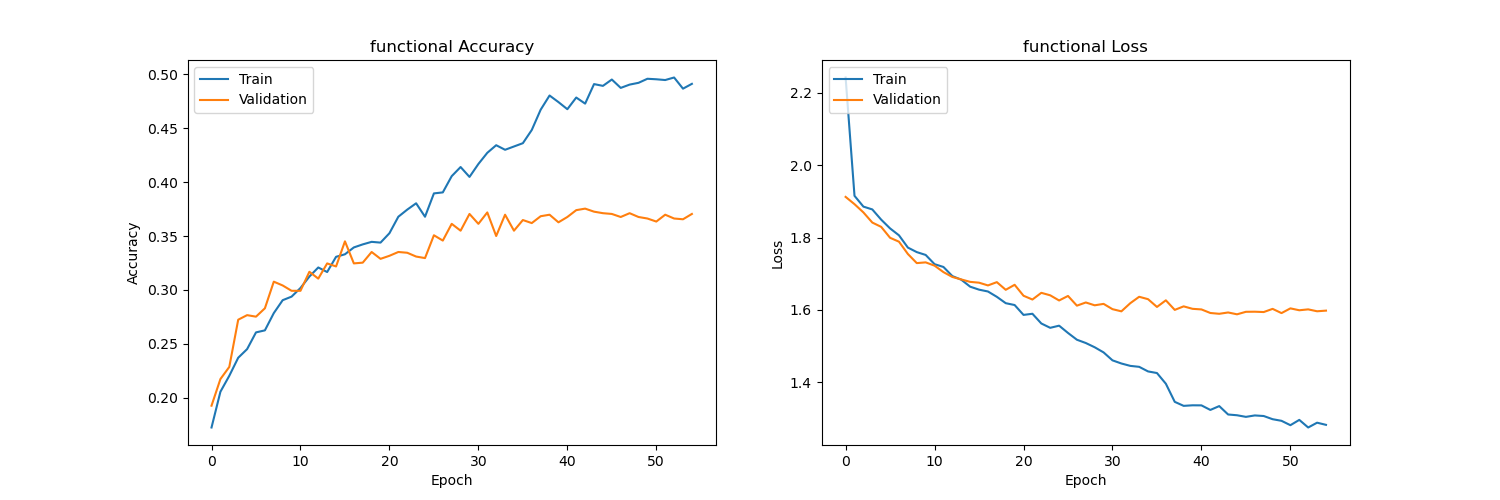 functional Accuracy
Train
Validation
0.50
0.45
0.40
0.35
0.30
0.25
0.20
Accuracy
0 10 20 30 40 50
Epoch
functional Loss
Train
Validation
2.2
2.0
1.8
1.6
1.4
Loss
0 10 20 30 40 50
Epoch